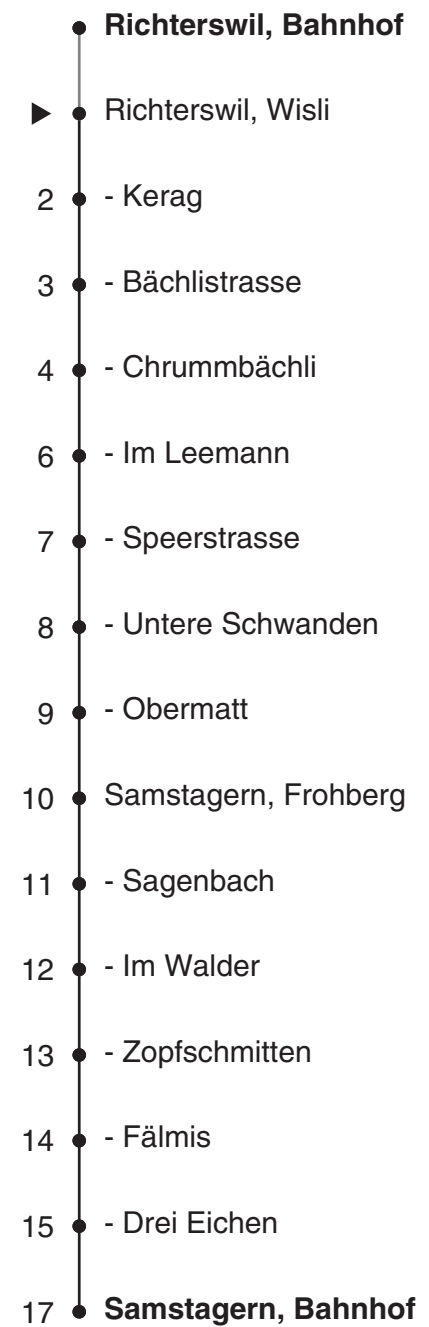 Richterswil, Bahnhof
Richterswil, Wisli
2 - Kerag
3 - Bächlistrasse
4 - Chrummbächli
6 - Im Leemann
7 - Speerstrasse
8 - Untere Schwanden
9 - Obermatt
10 Samstagern, Frohberg
11 - Sagenbach
12 - Im Walder
13 - Zopfschmitten
14 - Fälmis
15 - Drei Eichen
17 Samstagern, Bahnhof